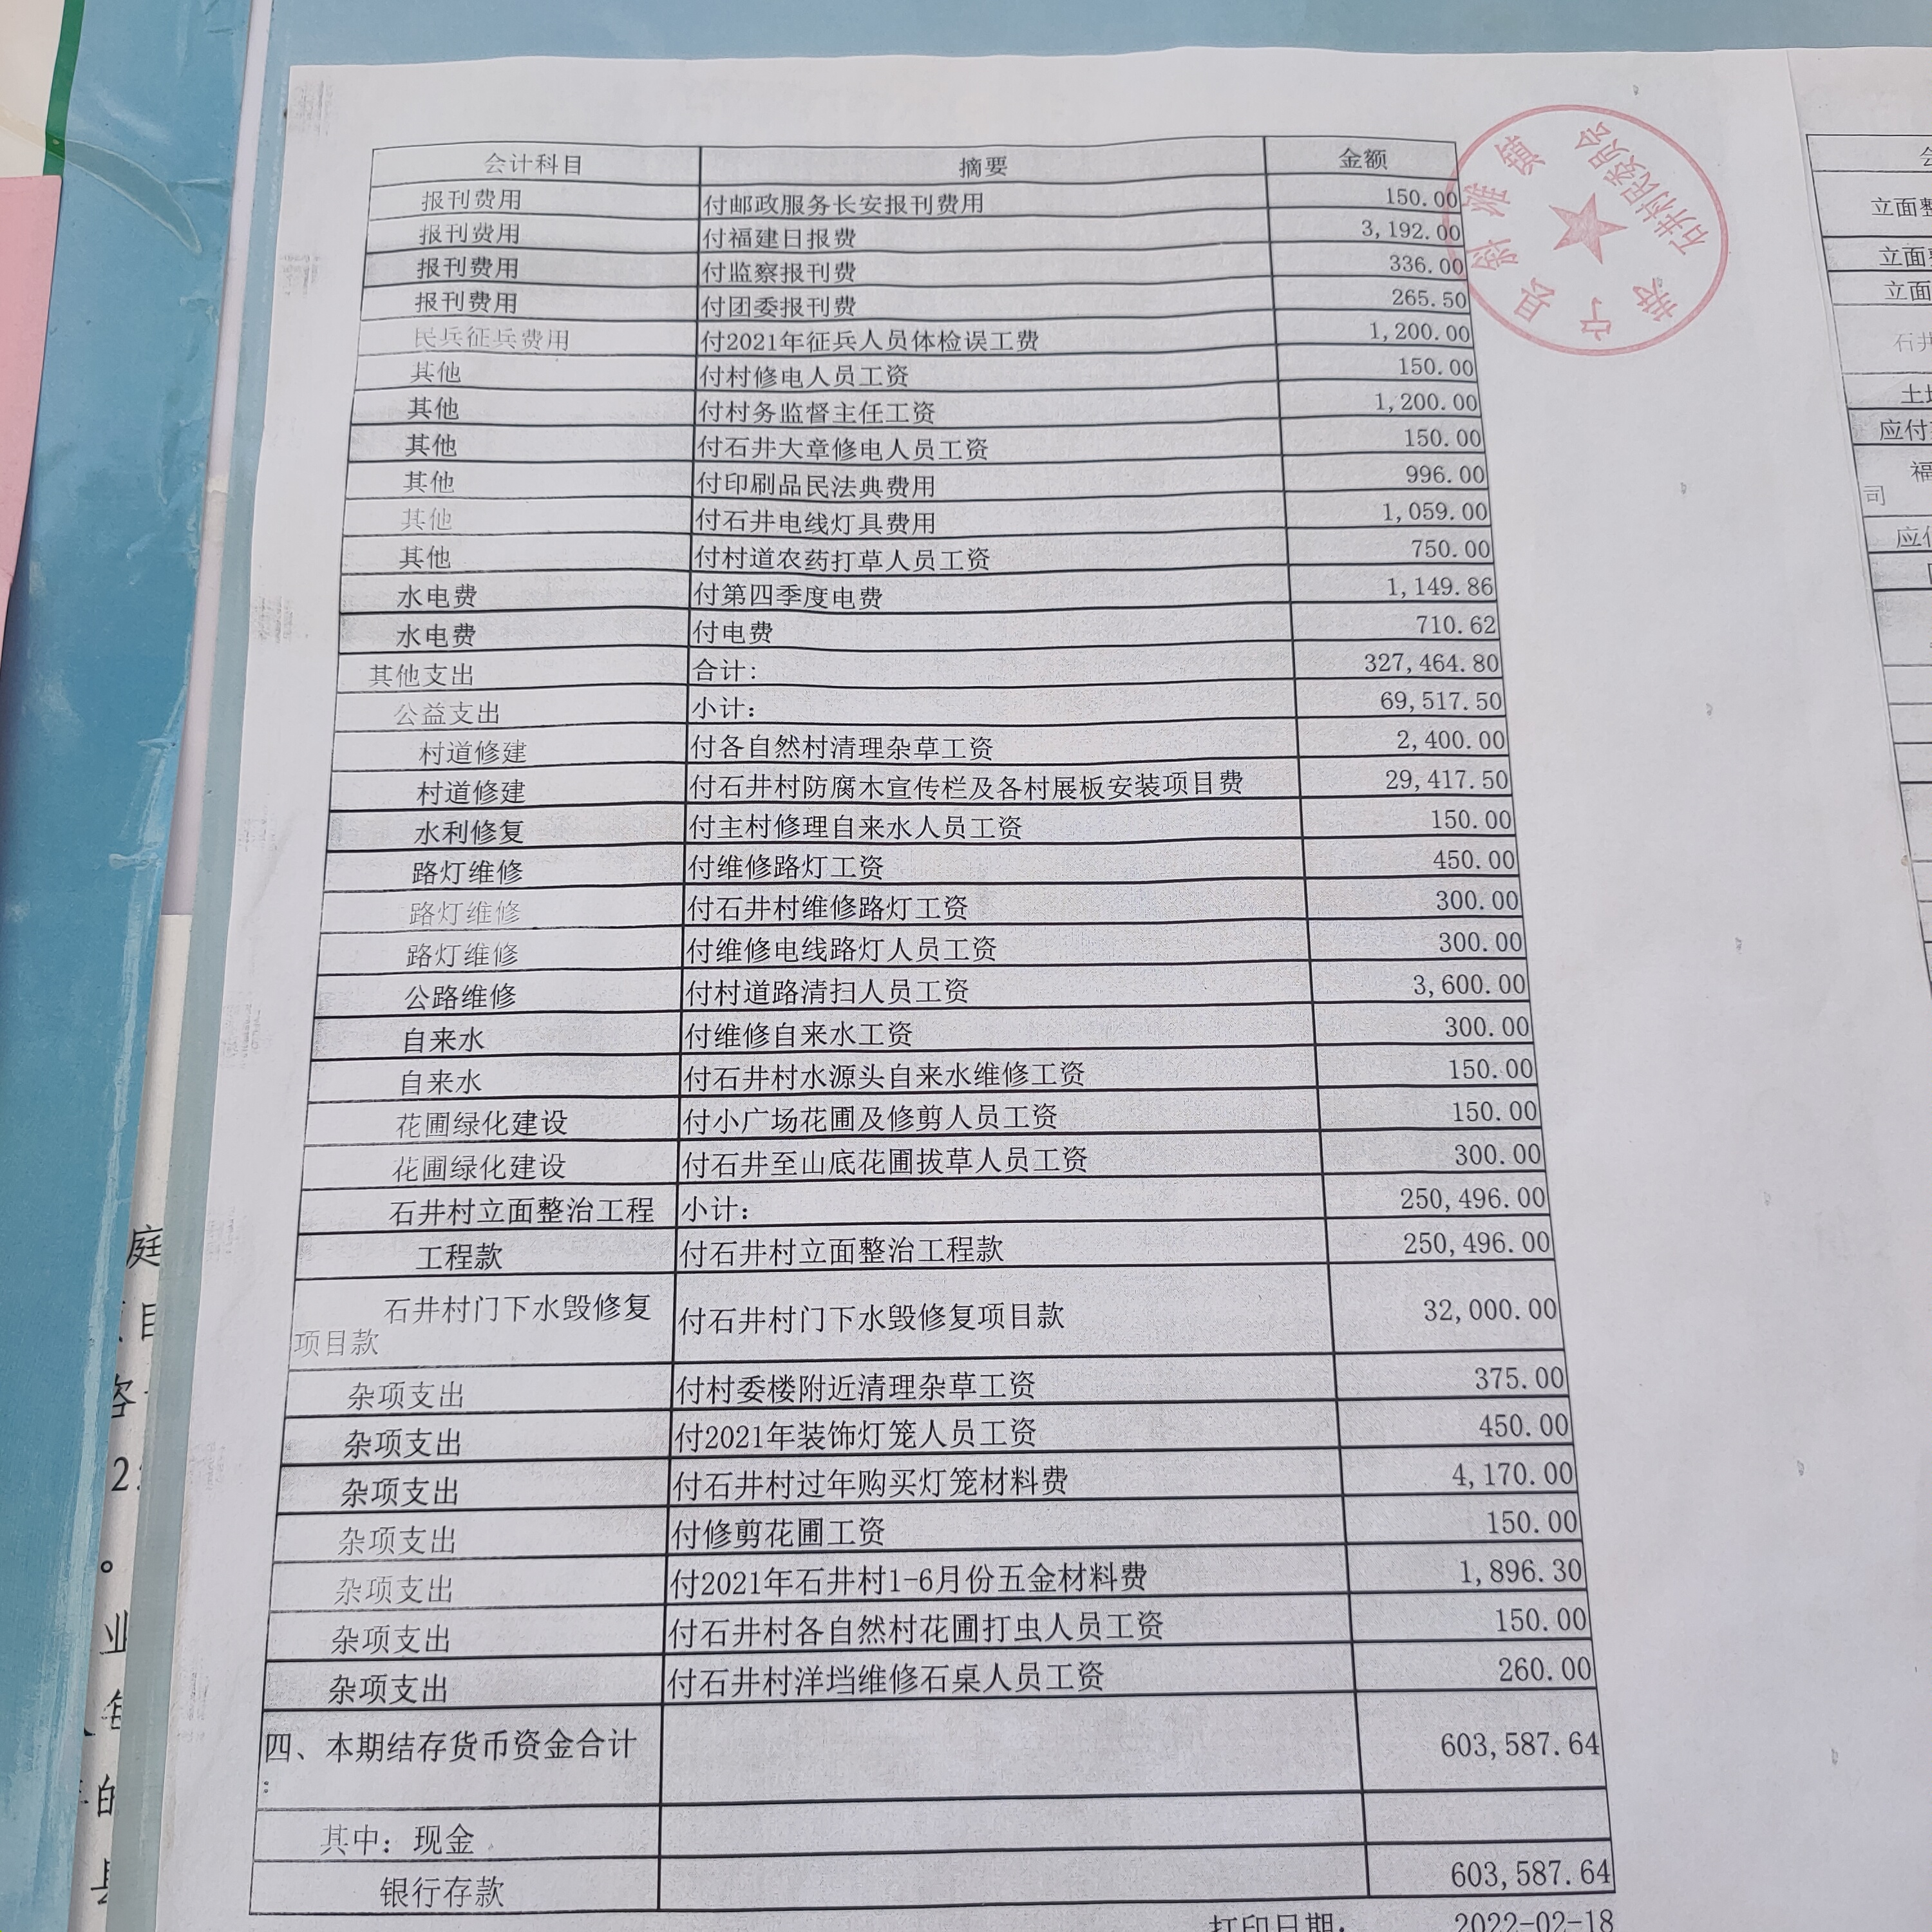 会计科目 摘要 金额
报刊费用 付邮政服务长安报刊费用 150.00
报刊费用 付福建日报费 3,192.00
报刊费用 付监察报刊费 336.00
报刊费用 付团委报刊费 265.50
民兵征兵费用 付2021年征兵人员体检误工费 1,200.00
其他 付村修电人员工资 150.00
其他 付村务监督主任工资 1,200.00
其他 付石井大章修电人员工资 150.00
其他 付印刷品民法典费用 996.00
其他 付石井电线灯具费用 1,059.00
其他 付村道农药打草人员工资 750.00
水电费 付第四季度电费 1,149.86
水电费 付电费 710.62
其他支出 合计: 327,464.80
公益支出 小计: 69,517.50
村道修建 付各自然村清理杂草工资 2,400.00
村道修建 付石井村防腐木宣传栏及各村展板安装项目费 29,417.50
水利修复 付主村修理自来水人员工资 150.00
路灯维修 付维修路灯工资 450.00
路灯维修 付石井村维修路灯工资 300.00
路灯维修 付维修电线路灯人员工资 300.00
公路维修 付村道路清扫人员工资 3,600.00
自来水 付维修自来水工资 300.00
自来水 付石井村水源头自来水维修工资 150.00
花圃绿化建设 付小广场花圃及修剪人员工资 150.00
花圃绿化建设 付石井至山底花圃拔草人员工资 300.00
石井村立面整治工程 小计: 250,496.00
工程款 付石井村立面整治工程款 250,496.00
石井村门下水毁修复
项目款 付石井村门下水毁修复项目款 32,000.00
杂项支出 付村委楼附近清理杂草工资 375.00
杂项支出 付2021年装饰灯笼人员工资 450.00
杂项支出 付石井村过年购买灯笼材料费 4,170.00
杂项支出 付修剪花圃工资 150.00
杂项支出 付2021年石井村1-6月份五金材料费 1,896.30
杂项支出 付石井村各自然村花圃打虫人员工资 150.00
杂项支出 付石井村洋垱维修石桌人员工资 260.00
四、本期结存货币资金合计
: 603,587.64
其中: 现金
银行存款 603,587.64
打印日期: 2022-02-18
石井村民委员会
立面
立面
石井
应付
司
庭
目
业
的